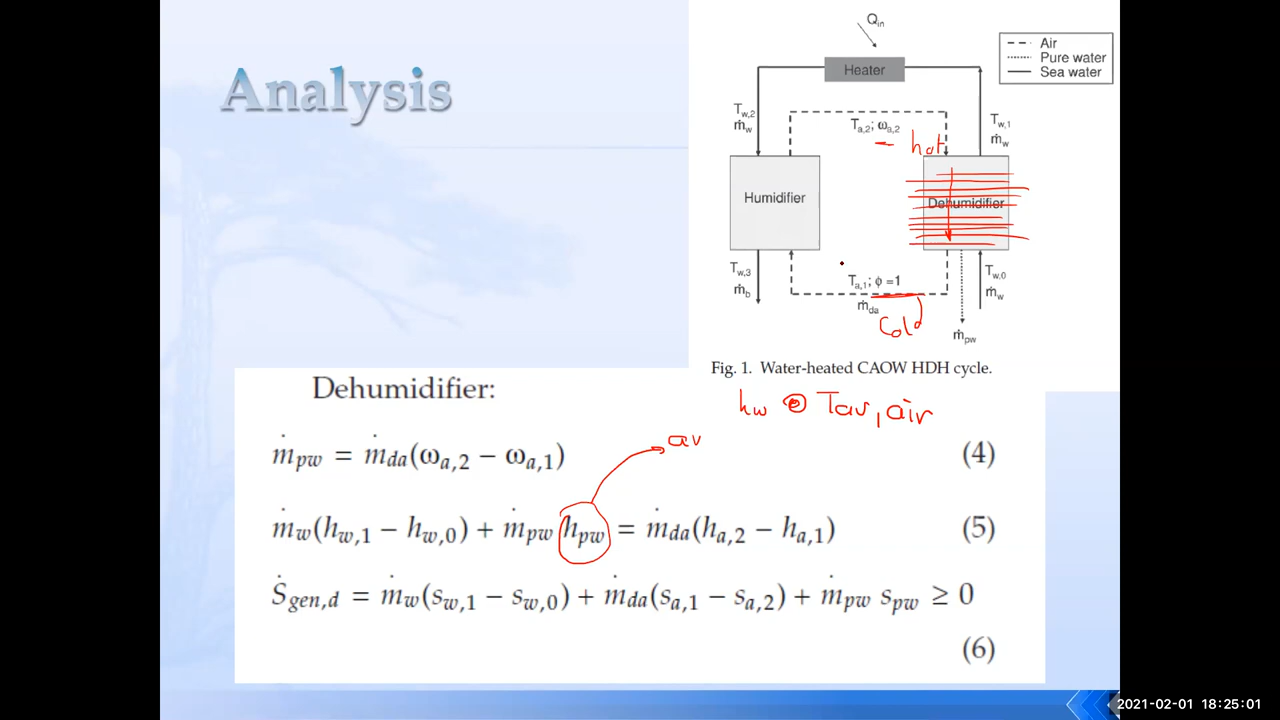 Analysis
Q_in
Heater
Air
Pure water
Sea water
T_w,2
ṁ_w
T_a,2; ω_a,2
hot
T_w,1
ṁ_w
Humidifier
Dehumidifier
T_w,3
ṁ_b
T_a,1; ϕ =1
ṁ_da
Cold
T_w,0
ṁ_w
ṁ_pw
Fig. 1. Water-heated CAOW HDH cycle.
hw @ Tav,air
Dehumidifier:
av
ṁ_pw = ṁ_da(ω_a,2 − ω_a,1) (4)
ṁ_w(h_w,1 − h_w,0) + ṁ_pw h_pw = ṁ_da(h_a,2 − h_a,1) (5)
Ṡ_gen,d = ṁ_w(s_w,1 − s_w,0) + ṁ_da(s_a,1 − s_a,2) + ṁ_pw s_pw ≥ 0
(6)
2021-02-01 18:25:01